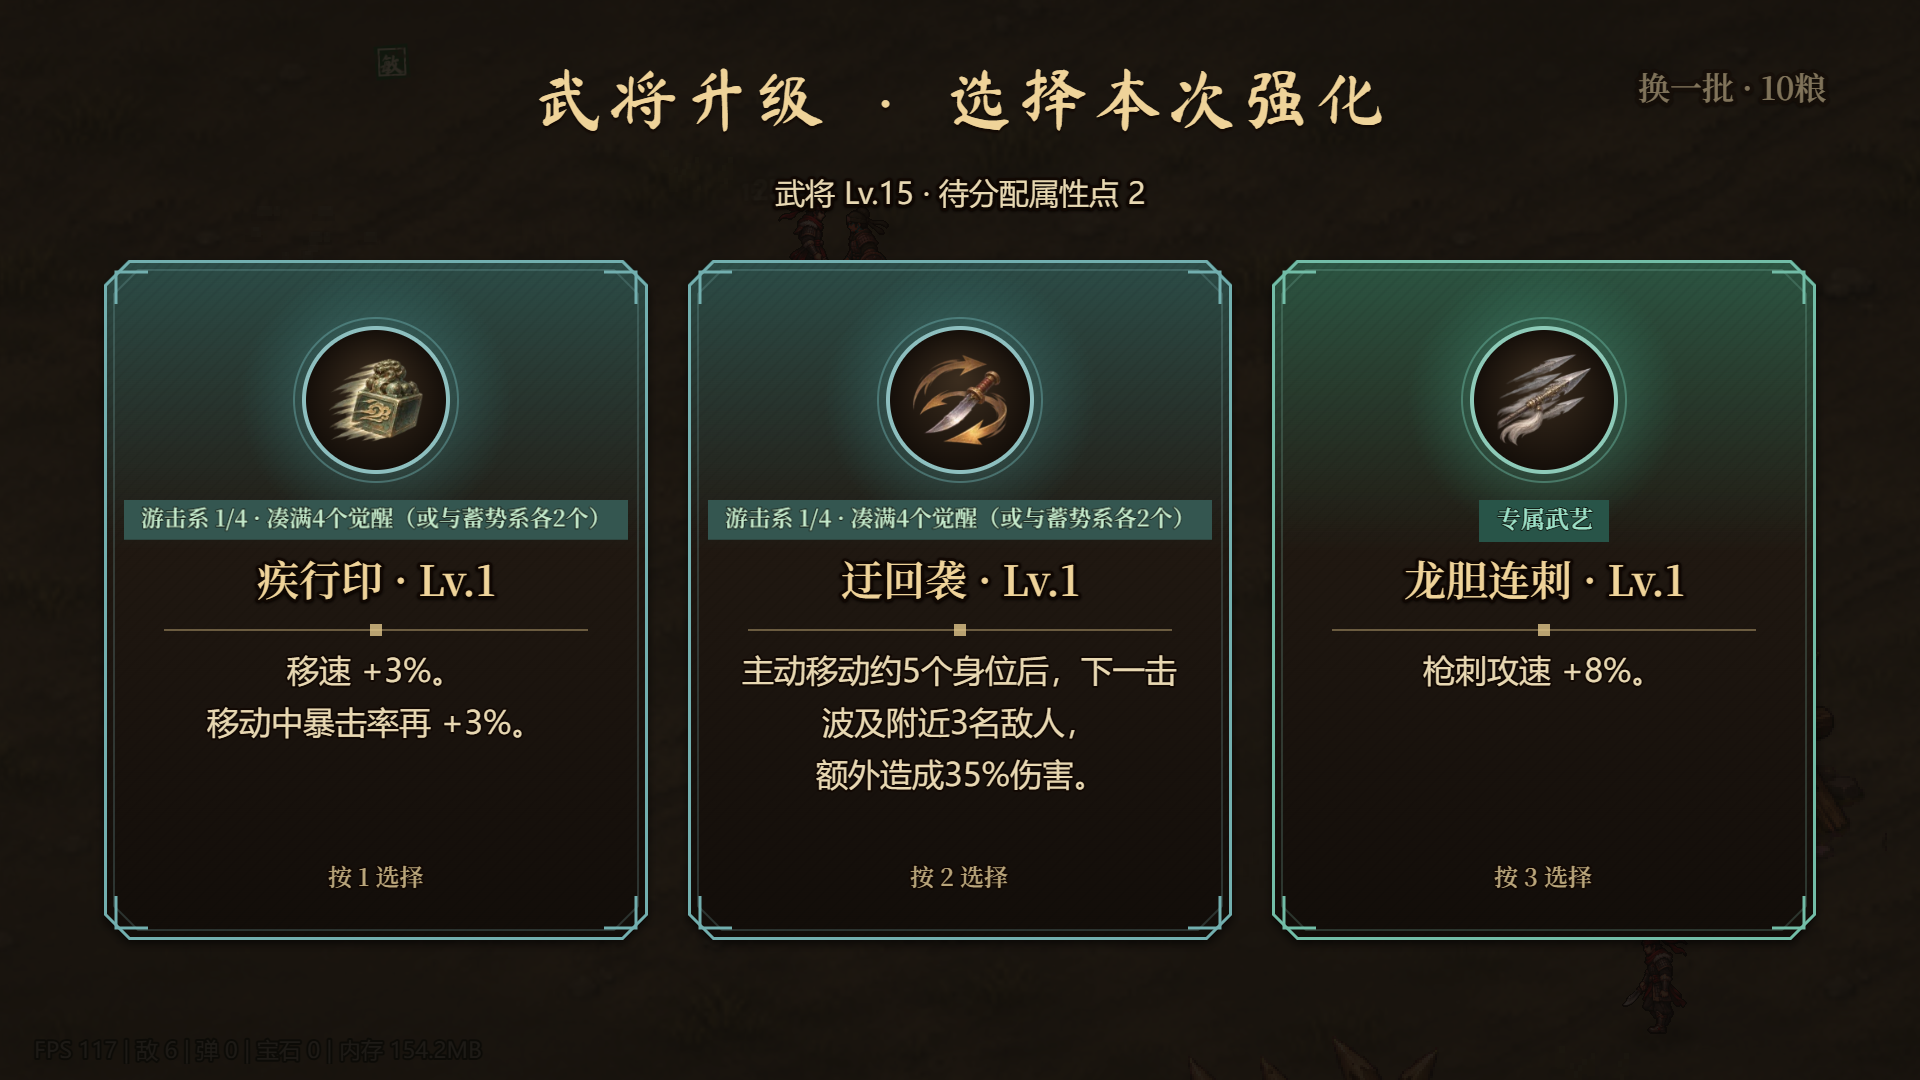 敌
武将升级 · 选择本次强化
换一批 · 10粮
武将 Lv.15 · 待分配属性点 2
游击系 1/4 · 凑满4个觉醒（或与蓄势系各2个）
疾行印 · Lv.1
移速 +3%。
移动中暴击率再 +3%。
按 1 选择
游击系 1/4 · 凑满4个觉醒（或与蓄势系各2个）
迂回袭 · Lv.1
主动移动约5个身位后，下一击
波及附近3名敌人，
额外造成35%伤害。
按 2 选择
专属武艺
龙胆连刺 · Lv.1
枪刺攻速 +8%。
按 3 选择
FPS 117 | 敌 6 | 弹 0 | 宝石 0 | 内存 154.2MB